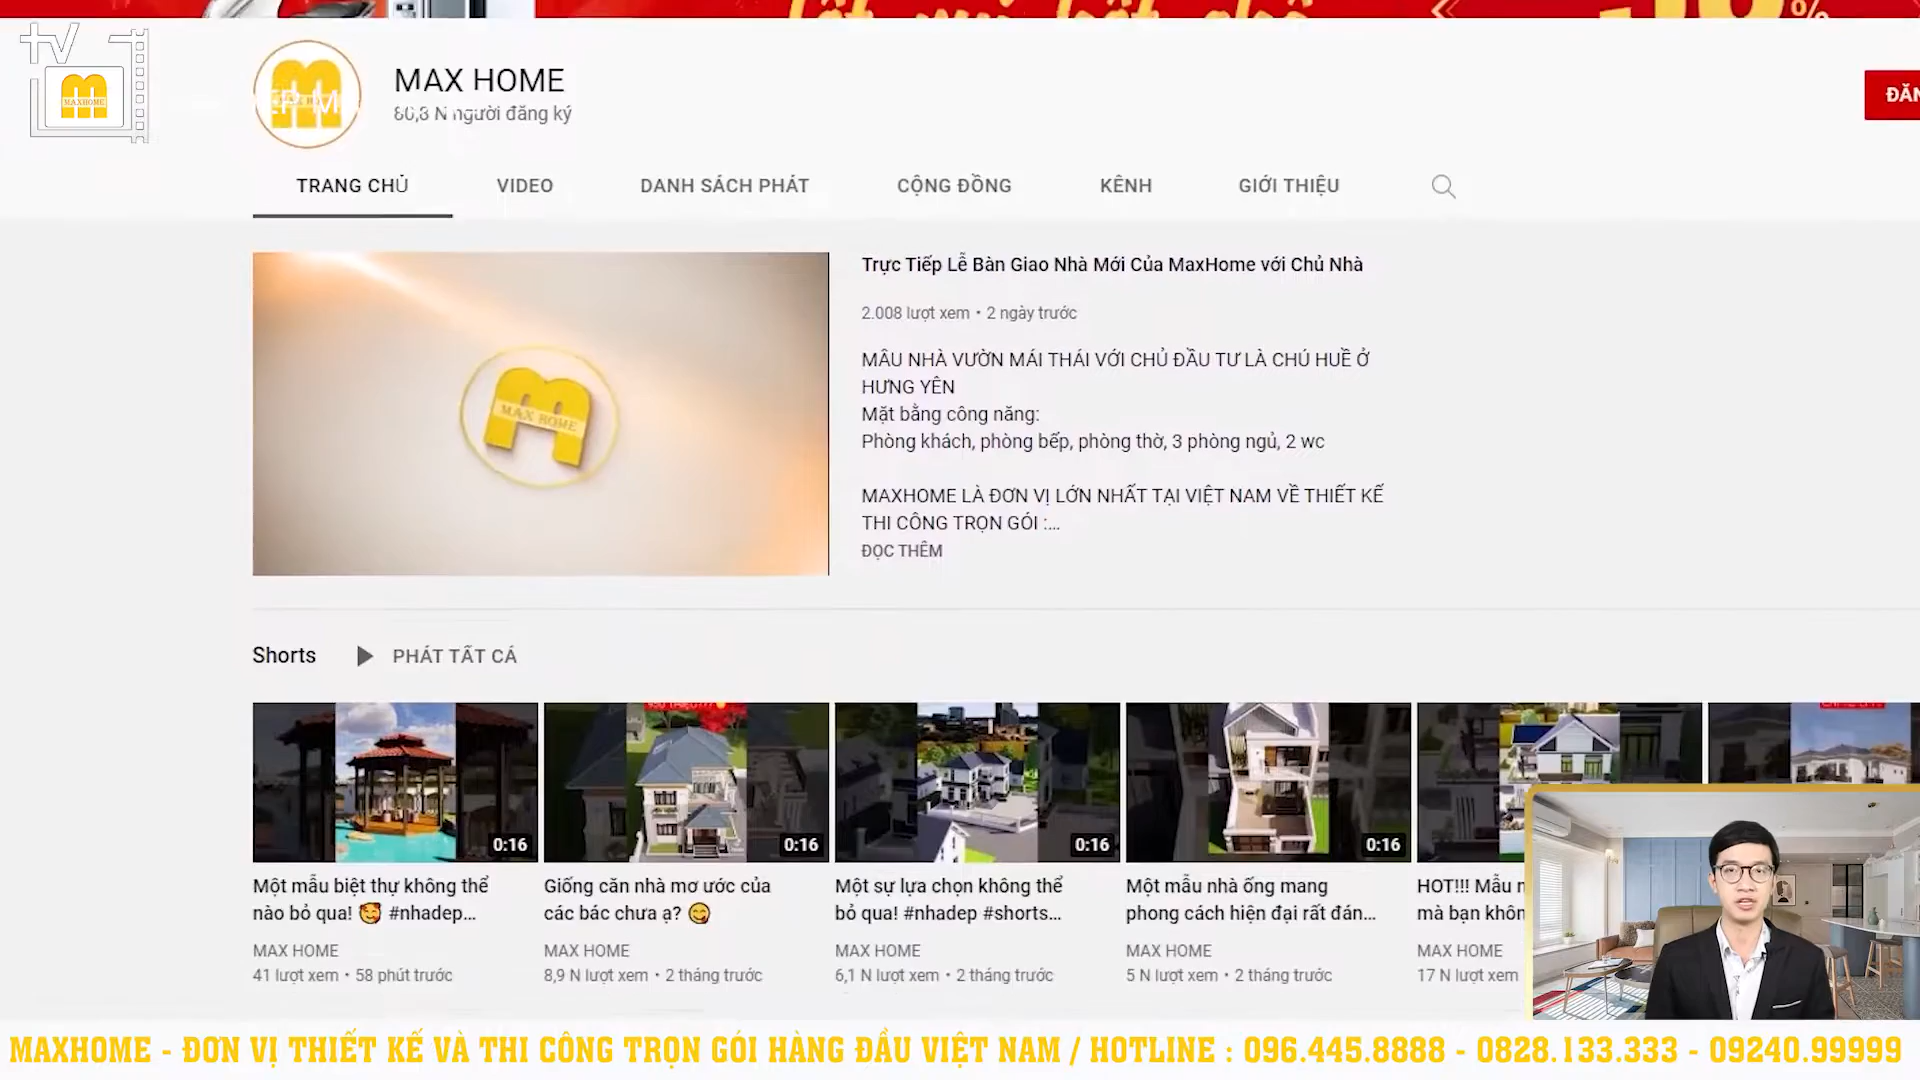 tv
MAXHOME
MAX HOME
người đăng ký
ĐĂN
TRANG CHỦ
VIDEO
DANH SÁCH PHÁT
CỘNG ĐỒNG
KÊNH
GIỚI THIỆU
MAX HOME
Trực Tiếp Lễ Bàn Giao Nhà Mới Của MaxHome với Chủ Nhà
2.008 lượt xem • 2 ngày trước
MẪU NHÀ VƯỜN MÁI THÁI VỚI CHỦ ĐẦU TƯ LÀ CHÚ HUỀ Ở
HƯNG YÊN
Mặt bằng công năng:
Phòng khách, phòng bếp, phòng thờ, 3 phòng ngủ, 2 wc
MAXHOME LÀ ĐƠN VỊ LỚN NHẤT TẠI VIỆT NAM VỀ THIẾT KẾ
THI CÔNG TRỌN GÓI :...
ĐỌC THÊM
Shorts
PHÁT TẤT CẢ
0:16
0:16
0:16
0:16
Một mẫu biệt thự không thể
nào bỏ qua! 🥰 #nhadep...
MAX HOME
41 lượt xem • 58 phút trước
Giống căn nhà mơ ước của
các bác chưa ạ? 😋
MAX HOME
8,9 N lượt xem • 2 tháng trước
Một sự lựa chọn không thể
bỏ qua! #nhadep #shorts...
MAX HOME
6,1 N lượt xem • 2 tháng trước
Một mẫu nhà ống mang
phong cách hiện đại rất đán...
MAX HOME
5 N lượt xem • 2 tháng trước
HOT!!! Mẫu
mà bạn khôn
MAX HOME
17 N lượt xem
MAXHOME - ĐƠN VỊ THIẾT KẾ VÀ THI CÔNG TRỌN GÓI HÀNG ĐẦU VIỆT NAM / HOTLINE : 096.445.8888 - 0828.133.333 - 09240.99999